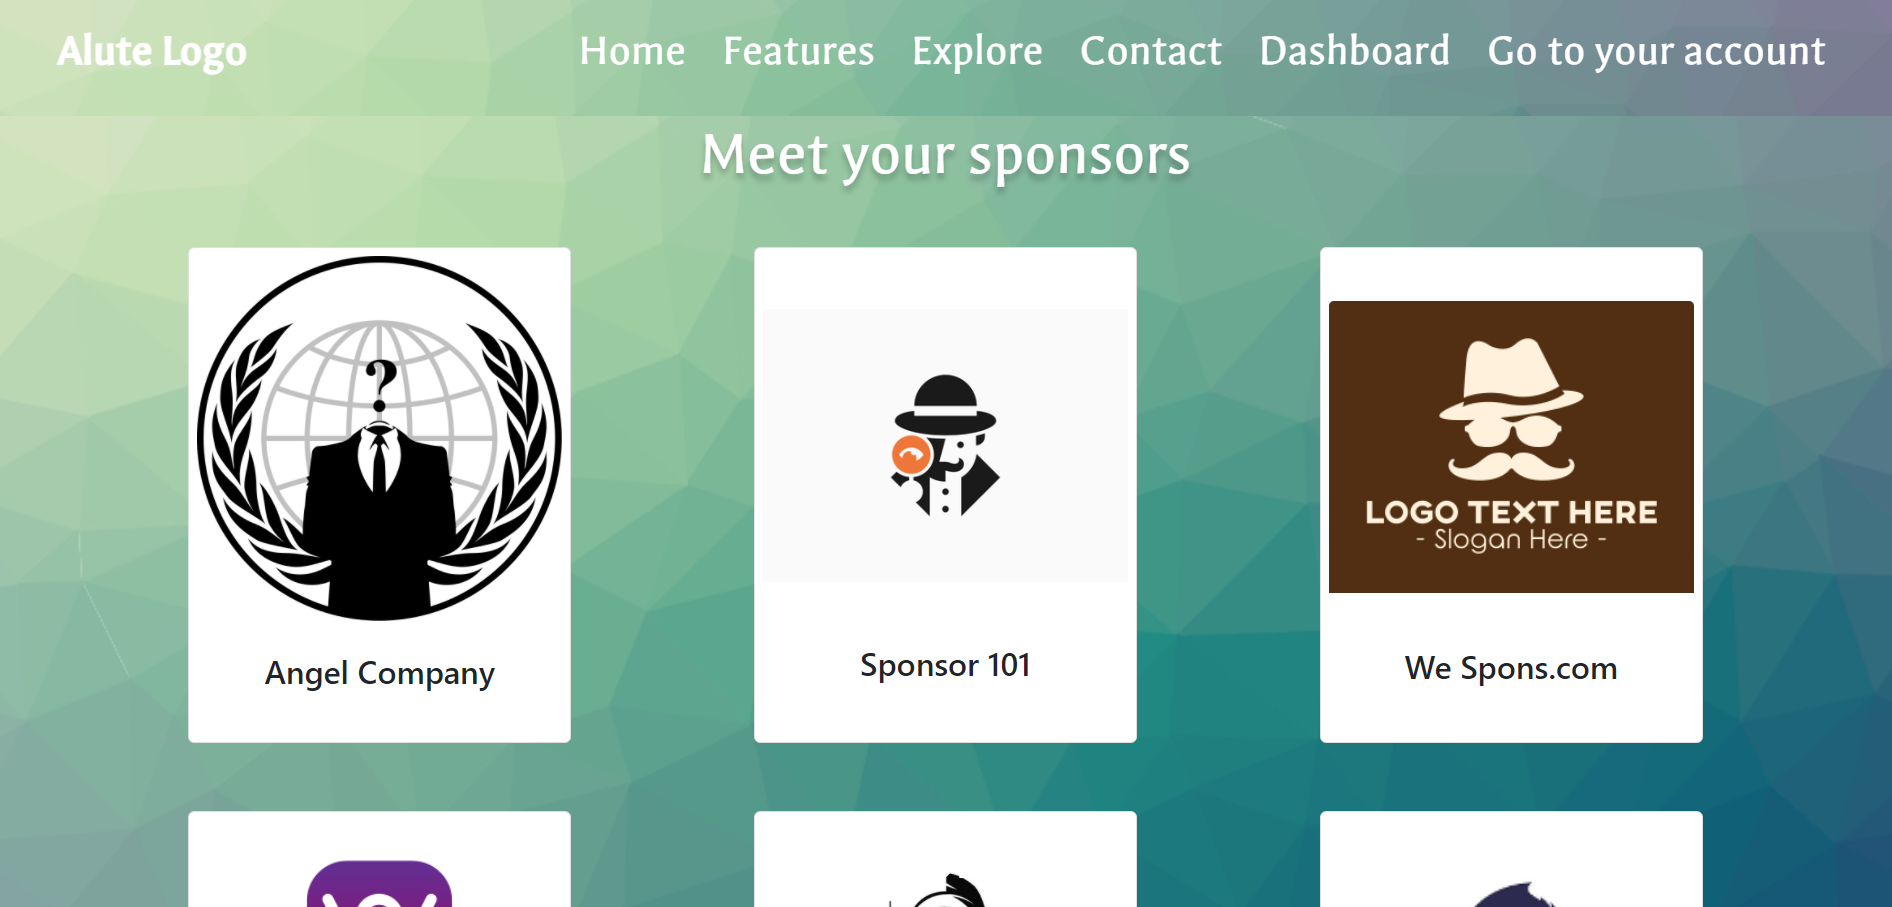 Alute Logo
Home Features Explore Contact Dashboard Go to your account
Meet your sponsors
?
LOGO TEXT HERE
- Slogan Here -
Angel Company
Sponsor 101
We Spons.com